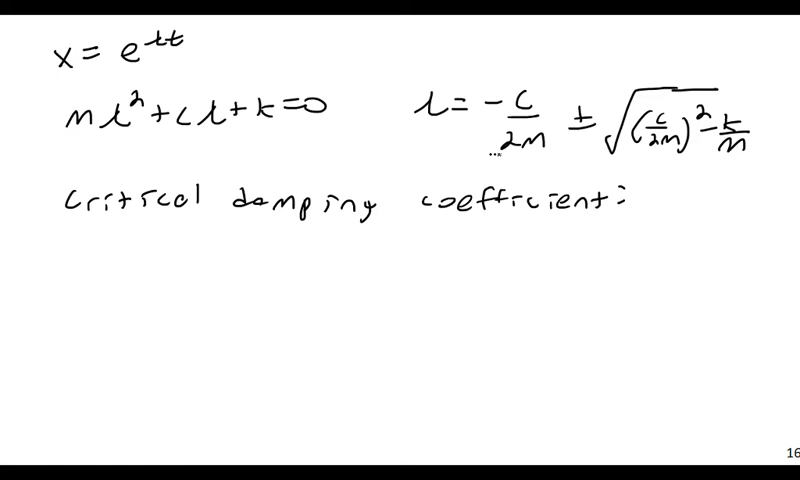 x = e^{λt}
mλ² + cλ + k = 0
λ = -c/2m ± √((c/2m)² - k/m)
critical damping coefficient:
16